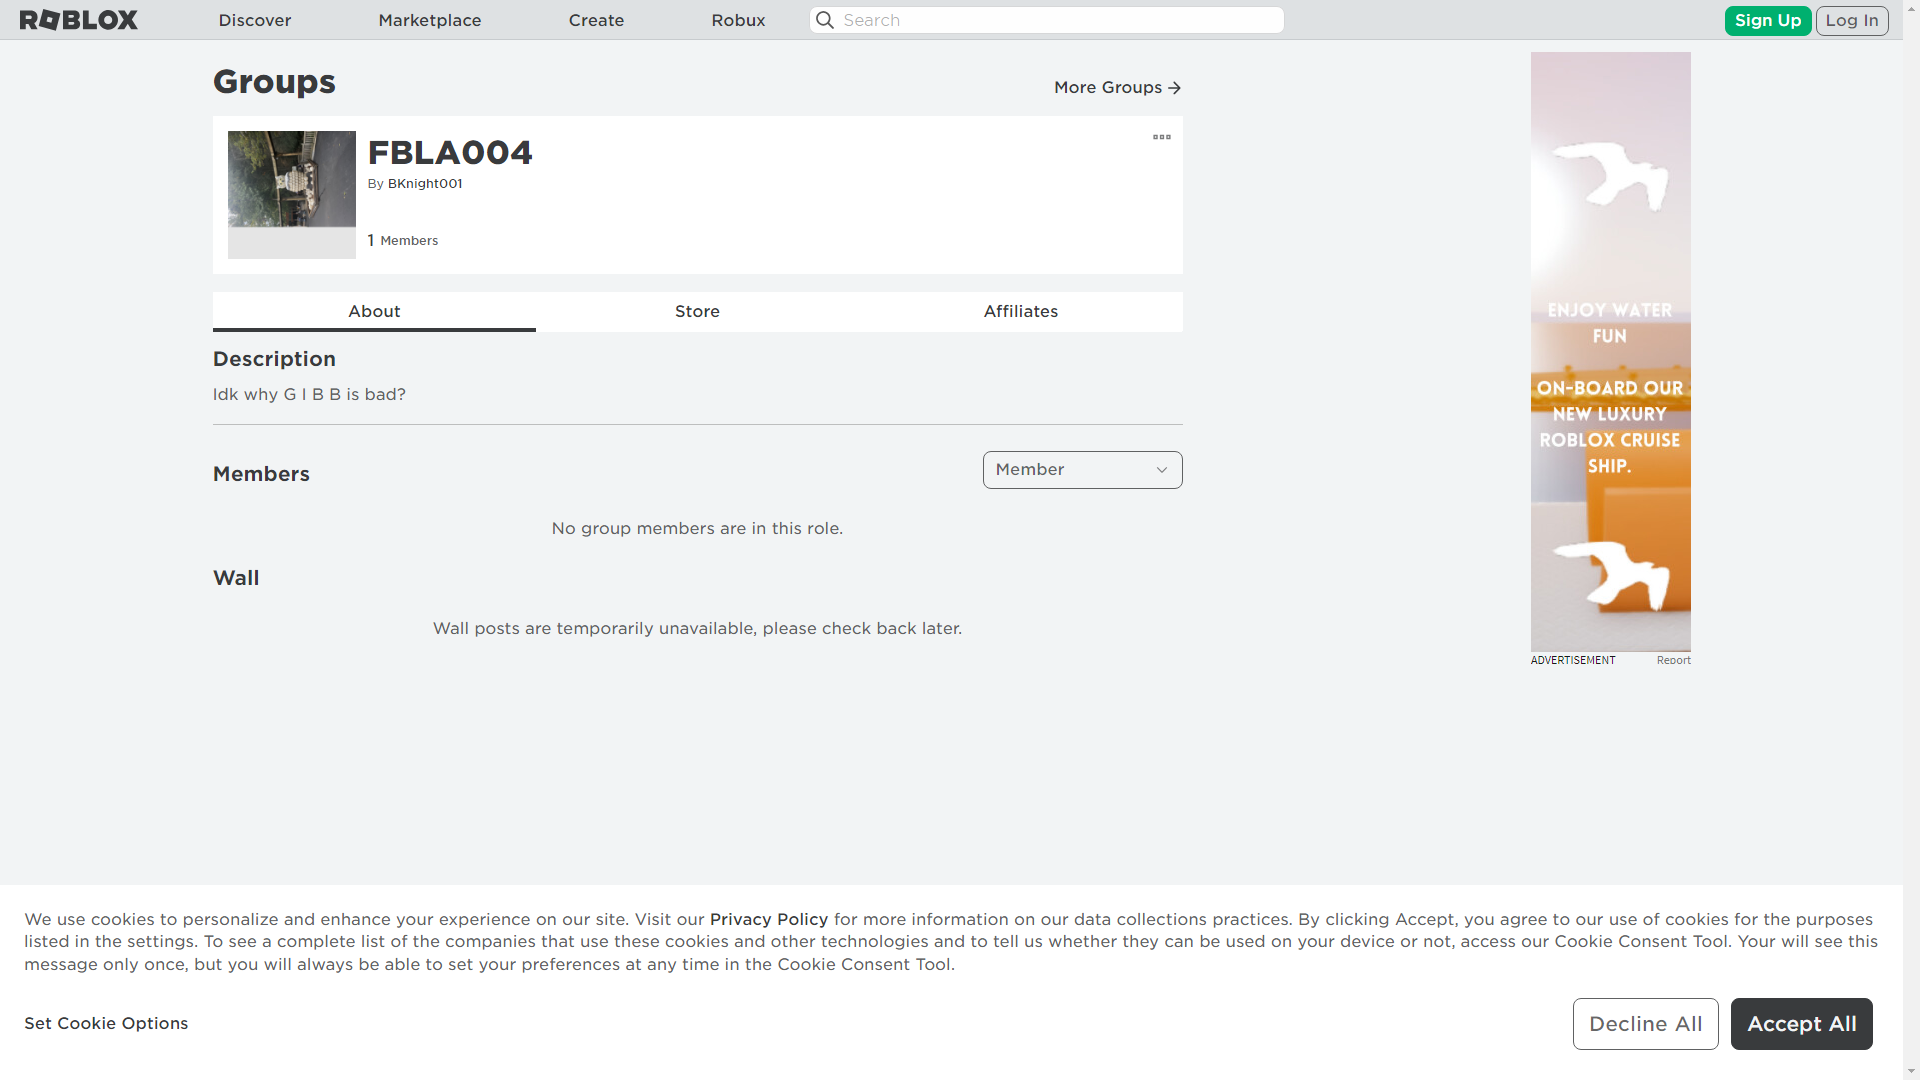 ROBLOX
Discover
Marketplace
Create
Robux
Search
Sign Up
Log In
Groups
More Groups
FBLA004
By BKnight001
1 Members
About
Store
Affiliates
Description
Idk why G I B B is bad?
Members
Member
No group members are in this role.
Wall
Wall posts are temporarily unavailable, please check back later.
ENJOY WATER
FUN
ON-BOARD OUR
NEW LUXURY
ROBLOX CRUISE
SHIP.
ADVERTISEMENT
Report
We use cookies to personalize and enhance your experience on our site. Visit our Privacy Policy for more information on our data collections practices. By clicking Accept, you agree to our use of cookies for the purposes
listed in the settings. To see a complete list of the companies that use these cookies and other technologies and to tell us whether they can be used on your device or not, access our Cookie Consent Tool. Your will see this
message only once, but you will always be able to set your preferences at any time in the Cookie Consent Tool.
Set Cookie Options
Decline All
Accept All